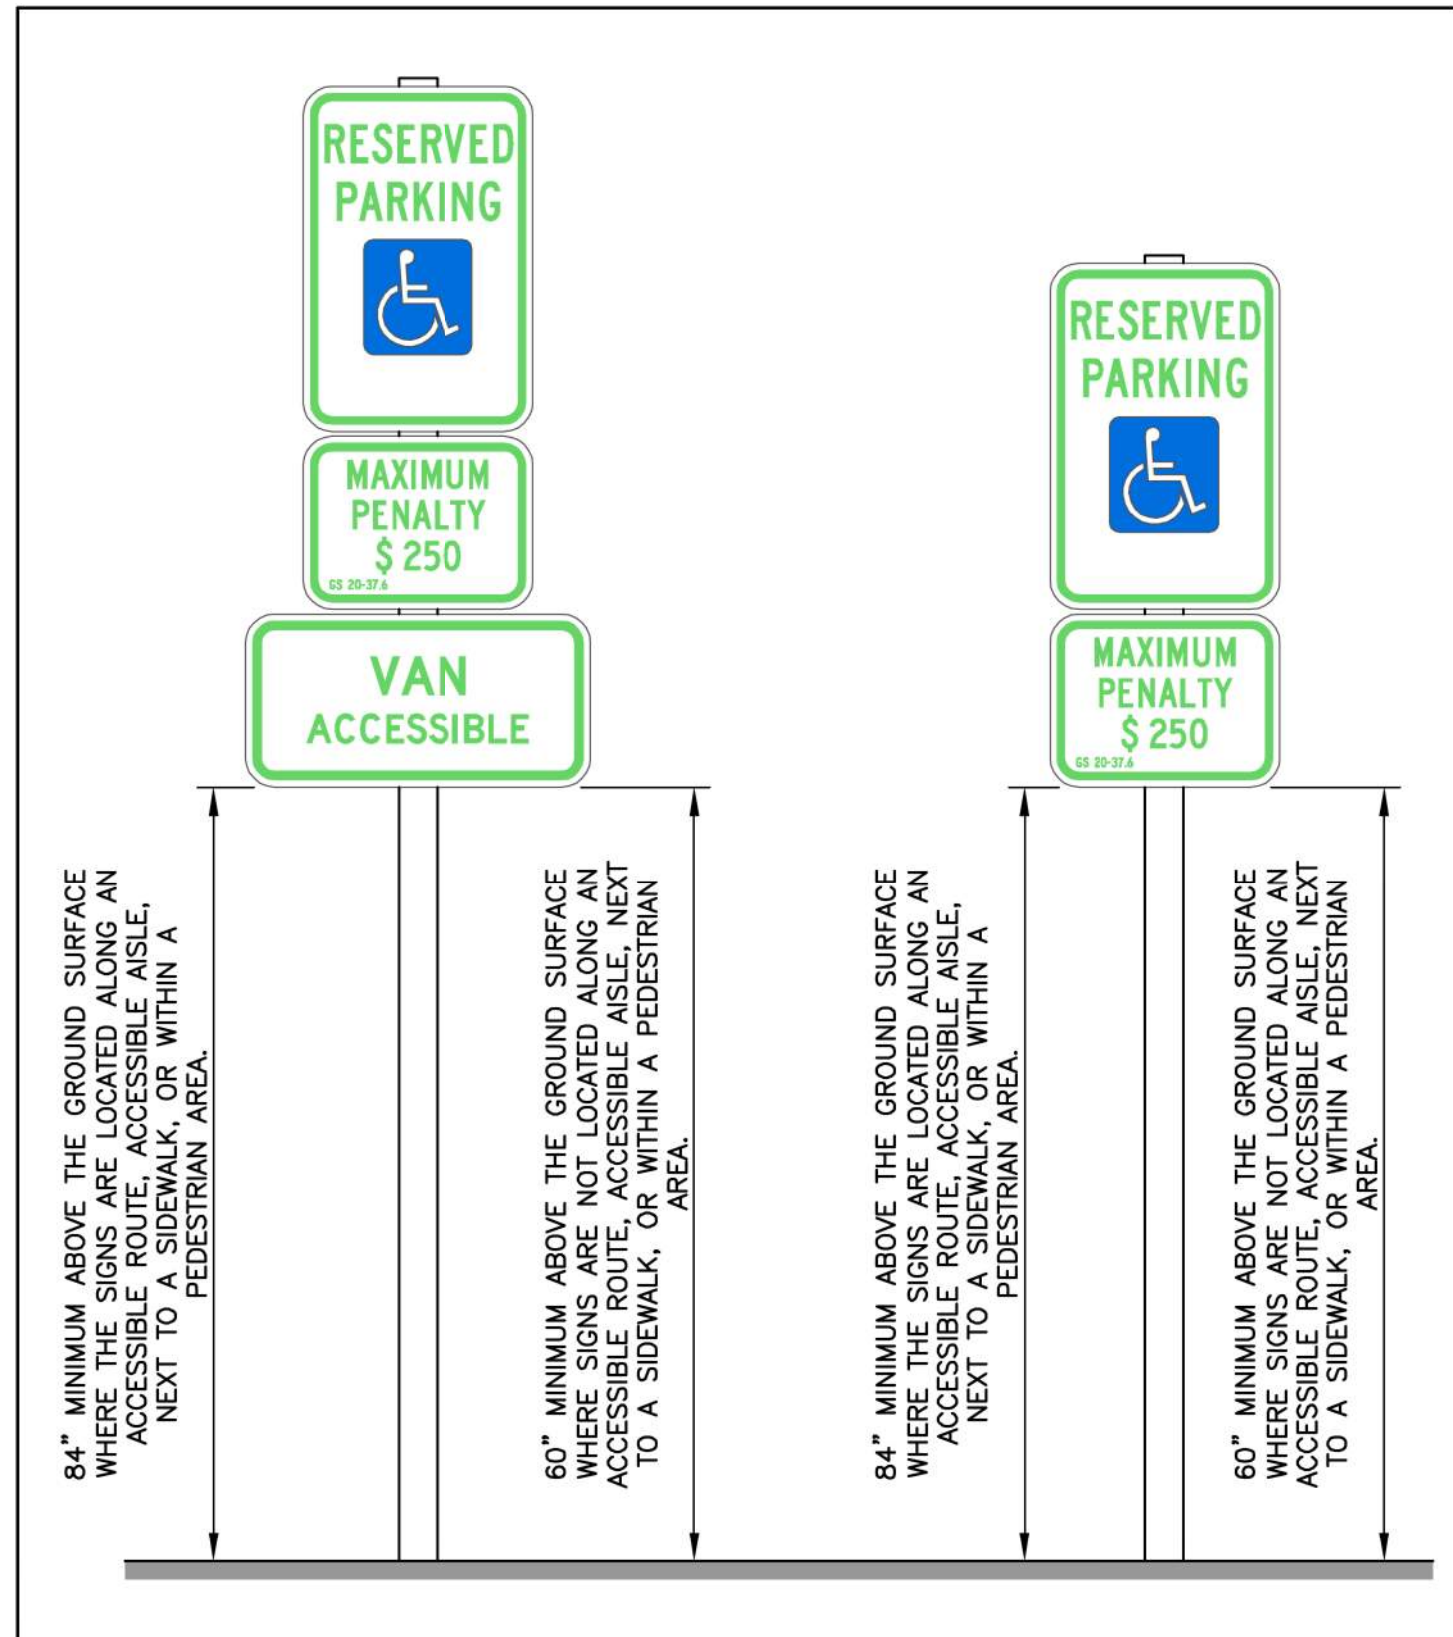 RESERVED
PARKING
MAXIMUM
PENALTY
$ 250
GS 20-37.6
VAN
ACCESSIBLE
84" MINIMUM ABOVE THE GROUND SURFACE
WHERE THE SIGNS ARE LOCATED ALONG AN
ACCESSIBLE ROUTE, ACCESSIBLE AISLE,
NEXT TO A SIDEWALK, OR WITHIN A
PEDESTRIAN AREA.
60" MINIMUM ABOVE THE GROUND SURFACE
WHERE SIGNS ARE NOT LOCATED ALONG AN
ACCESSIBLE ROUTE, ACCESSIBLE AISLE, NEXT
TO A SIDEWALK, OR WITHIN A PEDESTRIAN
AREA.
RESERVED
PARKING
MAXIMUM
PENALTY
$ 250
GS 20-37.6
84" MINIMUM ABOVE THE GROUND SURFACE
WHERE THE SIGNS ARE LOCATED ALONG AN
ACCESSIBLE ROUTE, ACCESSIBLE AISLE,
NEXT TO A SIDEWALK, OR WITHIN A
PEDESTRIAN AREA.
60" MINIMUM ABOVE THE GROUND SURFACE
WHERE SIGNS ARE NOT LOCATED ALONG AN
ACCESSIBLE ROUTE, ACCESSIBLE AISLE, NEXT
TO A SIDEWALK, OR WITHIN A PEDESTRIAN
AREA.